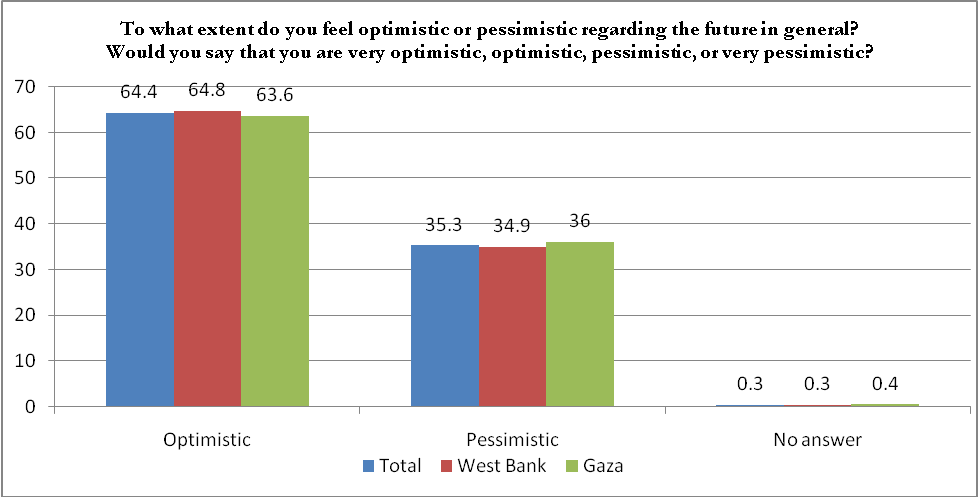 To what extent do you feel optimistic or pessimistic regarding the future in general?
Would you say that you are very optimistic, optimistic, pessimistic, or very pessimistic?
70
60
50
40
30
20
10
0
64.4
64.8
63.6
35.3
34.9
36
0.3
0.3
0.4
Optimistic
Pessimistic
No answer
Total
West Bank
Gaza